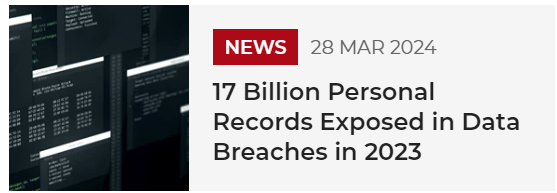 NEWS 28 MAR 2024
17 Billion Personal
Records Exposed in Data
Breaches in 2023